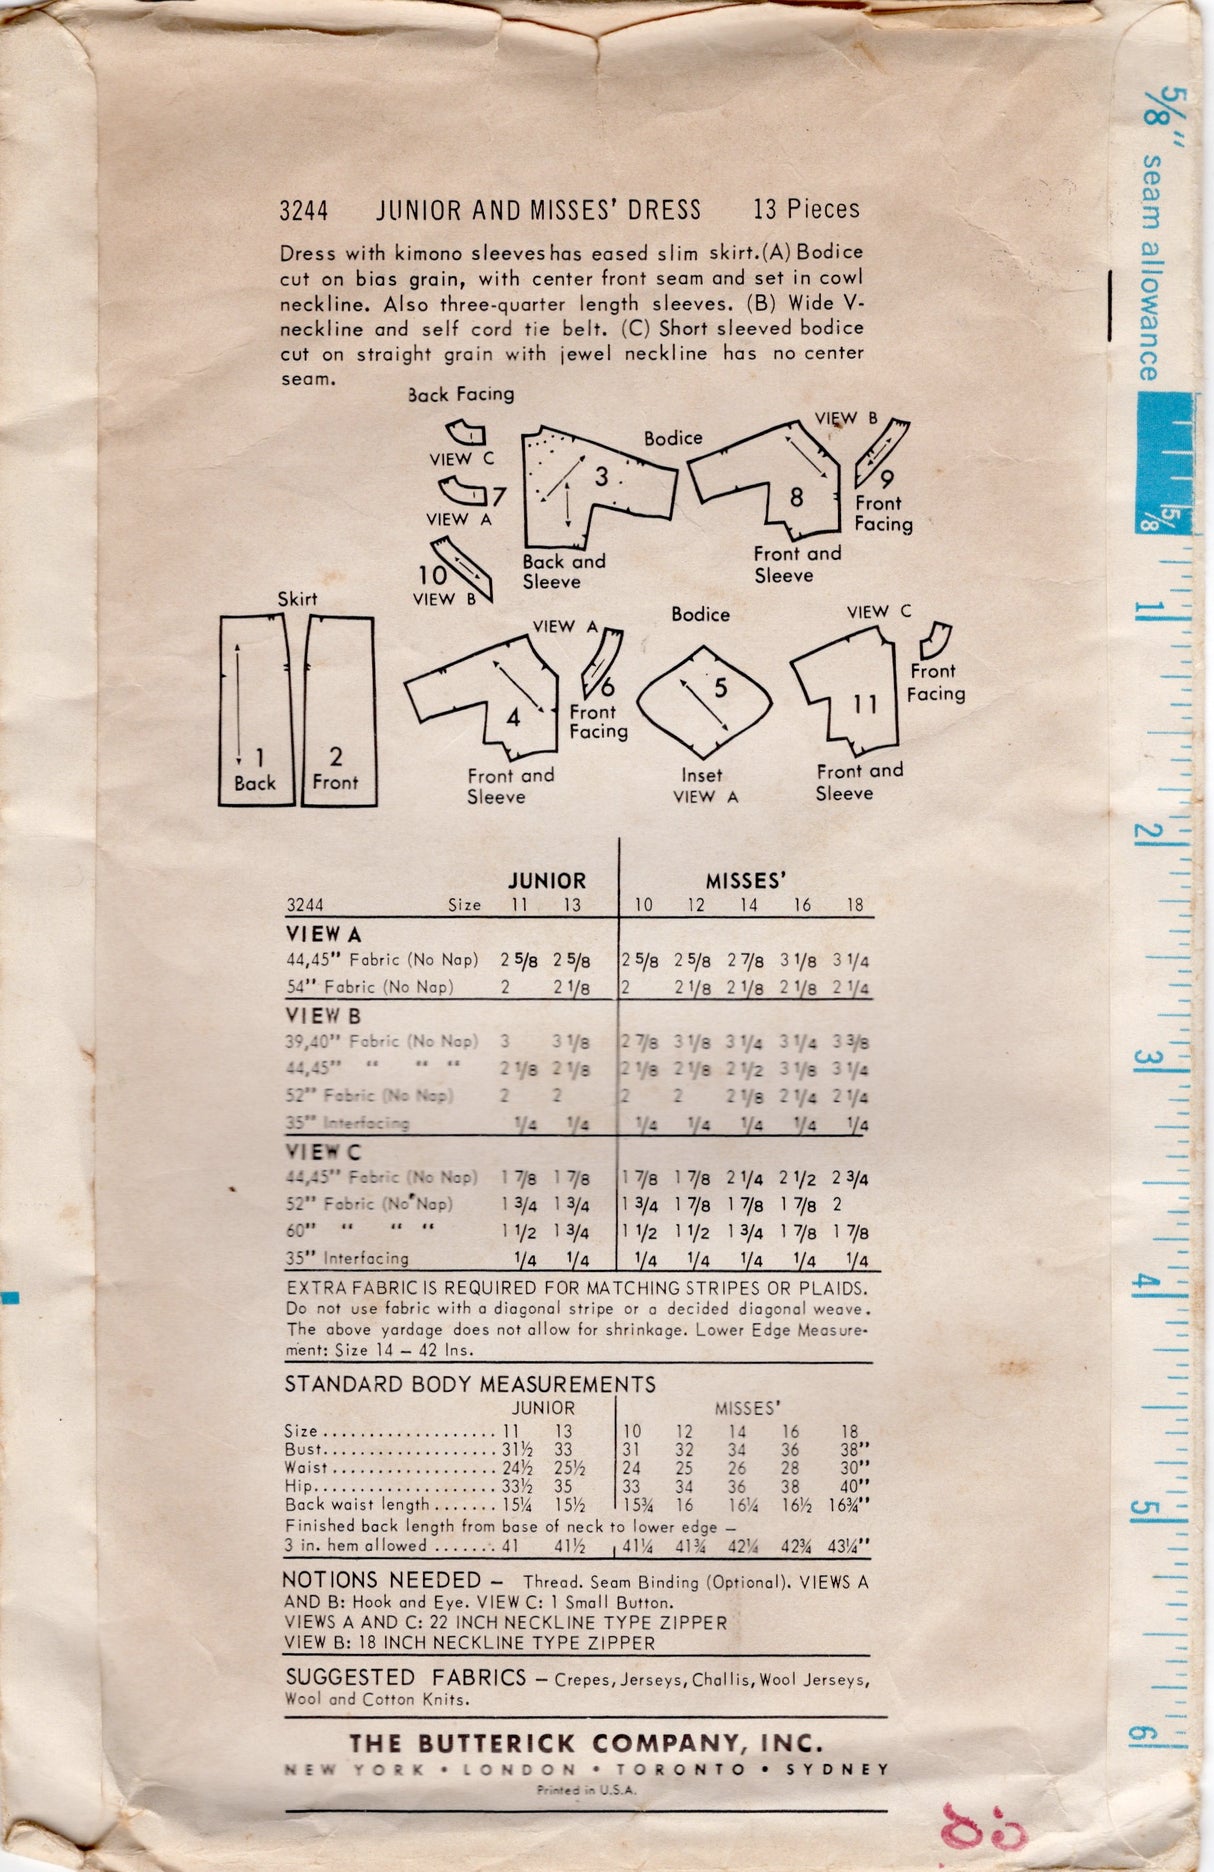 5/8" seam allowance
3244 JUNIOR AND MISSES' DRESS 13 Pieces
Dress with kimono sleeves has eased slim skirt. (A) Bodice
cut on bias grain, with center front seam and set in cowl
neckline. Also three-quarter length sleeves. (B) Wide V-
neckline and self cord tie belt. (C) Short sleeved bodice
cut on straight grain with jewel neckline has no center
seam.
Back Facing
VIEW C
7
VIEW A
10
VIEW B
Bodice
3
Back and
Sleeve
VIEW B
8
Front and
Sleeve
9
Front
Facing
Skirt
1
Back
2
Front
VIEW A
4
Front and
Sleeve
6
Front
Facing
Bodice
5
Inset
VIEW A
VIEW C
11
Front and
Sleeve
Front
Facing
JUNIOR MISSES'
3244 Size 11 13 10 12 14 16 18
VIEW A
44,45" Fabric (No Nap) 2 5/8 2 5/8 2 5/8 2 5/8 2 7/8 3 1/8 3 1/4
54" Fabric (No Nap) 2 2 1/8 2 2 1/8 2 1/8 2 1/8 2 1/4
VIEW B
39,40" Fabric (No Nap) 3 3 1/8 2 7/8 3 1/8 3 1/4 3 1/4 3 3/8
44,45" " " " 2 1/8 2 1/8 2 1/8 2 1/8 2 1/2 3 1/8 3 1/4
52" Fabric (No Nap) 2 2 2 2 2 1/8 2 1/4 2 1/4
35" Interfacing 1/4 1/4 1/4 1/4 1/4 1/4 1/4
VIEW C
44,45" Fabric (No Nap) 1 7/8 1 7/8 1 7/8 1 7/8 2 1/4 2 1/2 2 3/4
52" Fabric (No Nap) 1 3/4 1 3/4 1 3/4 1 7/8 1 7/8 1 7/8 2
60" " " " 1 1/2 1 3/4 1 1/2 1 1/2 1 3/4 1 7/8 1 7/8
35" Interfacing 1/4 1/4 1/4 1/4 1/4 1/4 1/4
EXTRA FABRIC IS REQUIRED FOR MATCHING STRIPES OR PLAIDS.
Do not use fabric with a diagonal stripe or a decided diagonal weave.
The above yardage does not allow for shrinkage. Lower Edge Measure-
ment: Size 14 – 42 Ins.
STANDARD BODY MEASUREMENTS
JUNIOR MISSES'
Size................... 11 13 10 12 14 16 18
Bust................... 31½ 33 31 32 34 36 38"
Waist.................. 24½ 25½ 24 25 26 28 30"
Hip.................... 33½ 35 33 34 36 38 40"
Back waist length....... 15¼ 15½ 15¾ 16 16¼ 16½ 16¾"
Finished back length from base of neck to lower edge –
3 in. hem allowed ....... 41 41½ 41¼ 41¾ 42¼ 42¾ 43¼"
NOTIONS NEEDED – Thread. Seam Binding (Optional). VIEWS A
AND B: Hook and Eye. VIEW C: 1 Small Button.
VIEWS A AND C: 22 INCH NECKLINE TYPE ZIPPER
VIEW B: 18 INCH NECKLINE TYPE ZIPPER
SUGGESTED FABRICS – Crepes, Jerseys, Challis, Wool Jerseys,
Wool and Cotton Knits.
THE BUTTERICK COMPANY, INC.
NEW YORK • LONDON • TORONTO • SYDNEY
Printed in U.S.A.
5/8
1
2
3
4
5
6